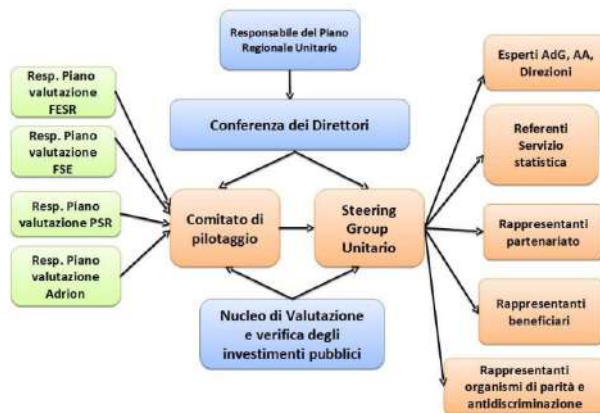 Responsabile del Piano
Regionale Unitario
Conferenza dei Direttori
Resp. Piano
valutazione
FESR
Resp. Piano
valutazione
FSE
Resp. Piano
valutazione PSR
Resp. Piano
valutazione
Adrion
Comitato di
pilotaggio
Steering
Group
Unitario
Nucleo di Valutazione
e verifica degli
investimenti pubblici
Esperti AdG, AA,
Direzioni
Referenti
Servizio
statistica
Rappresentanti
partenariato
Rappresentanti
beneficiari
Rappresentanti
organismi di parità e
antidiscriminazione